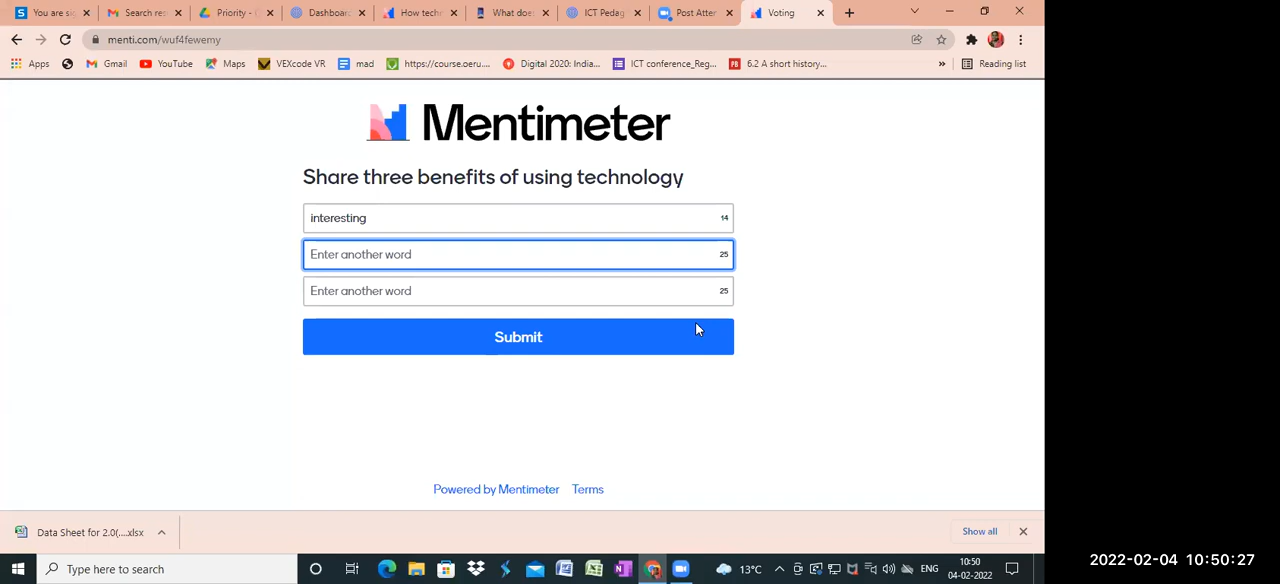 You are si
Search res
Priority - 
Dashboar
How techn
What doe
ICT Pedag
Post Atter
Voting
menti.com/wuf4fewemy
Apps
Gmail
YouTube
Maps
VEXcode VR
mad
https://course.oeru....
Digital 2020: India...
ICT conference_Reg...
6.2 A short history...
»
Reading list
Mentimeter
Share three benefits of using technology
interesting 14
Enter another word 25
Enter another word 25
Submit
Powered by Mentimeter Terms
Data Sheet for 2.0(....xlsx
Show all
Type here to search
13°C
ENG
10:50
04-02-2022
2022-02-04 10:50:27